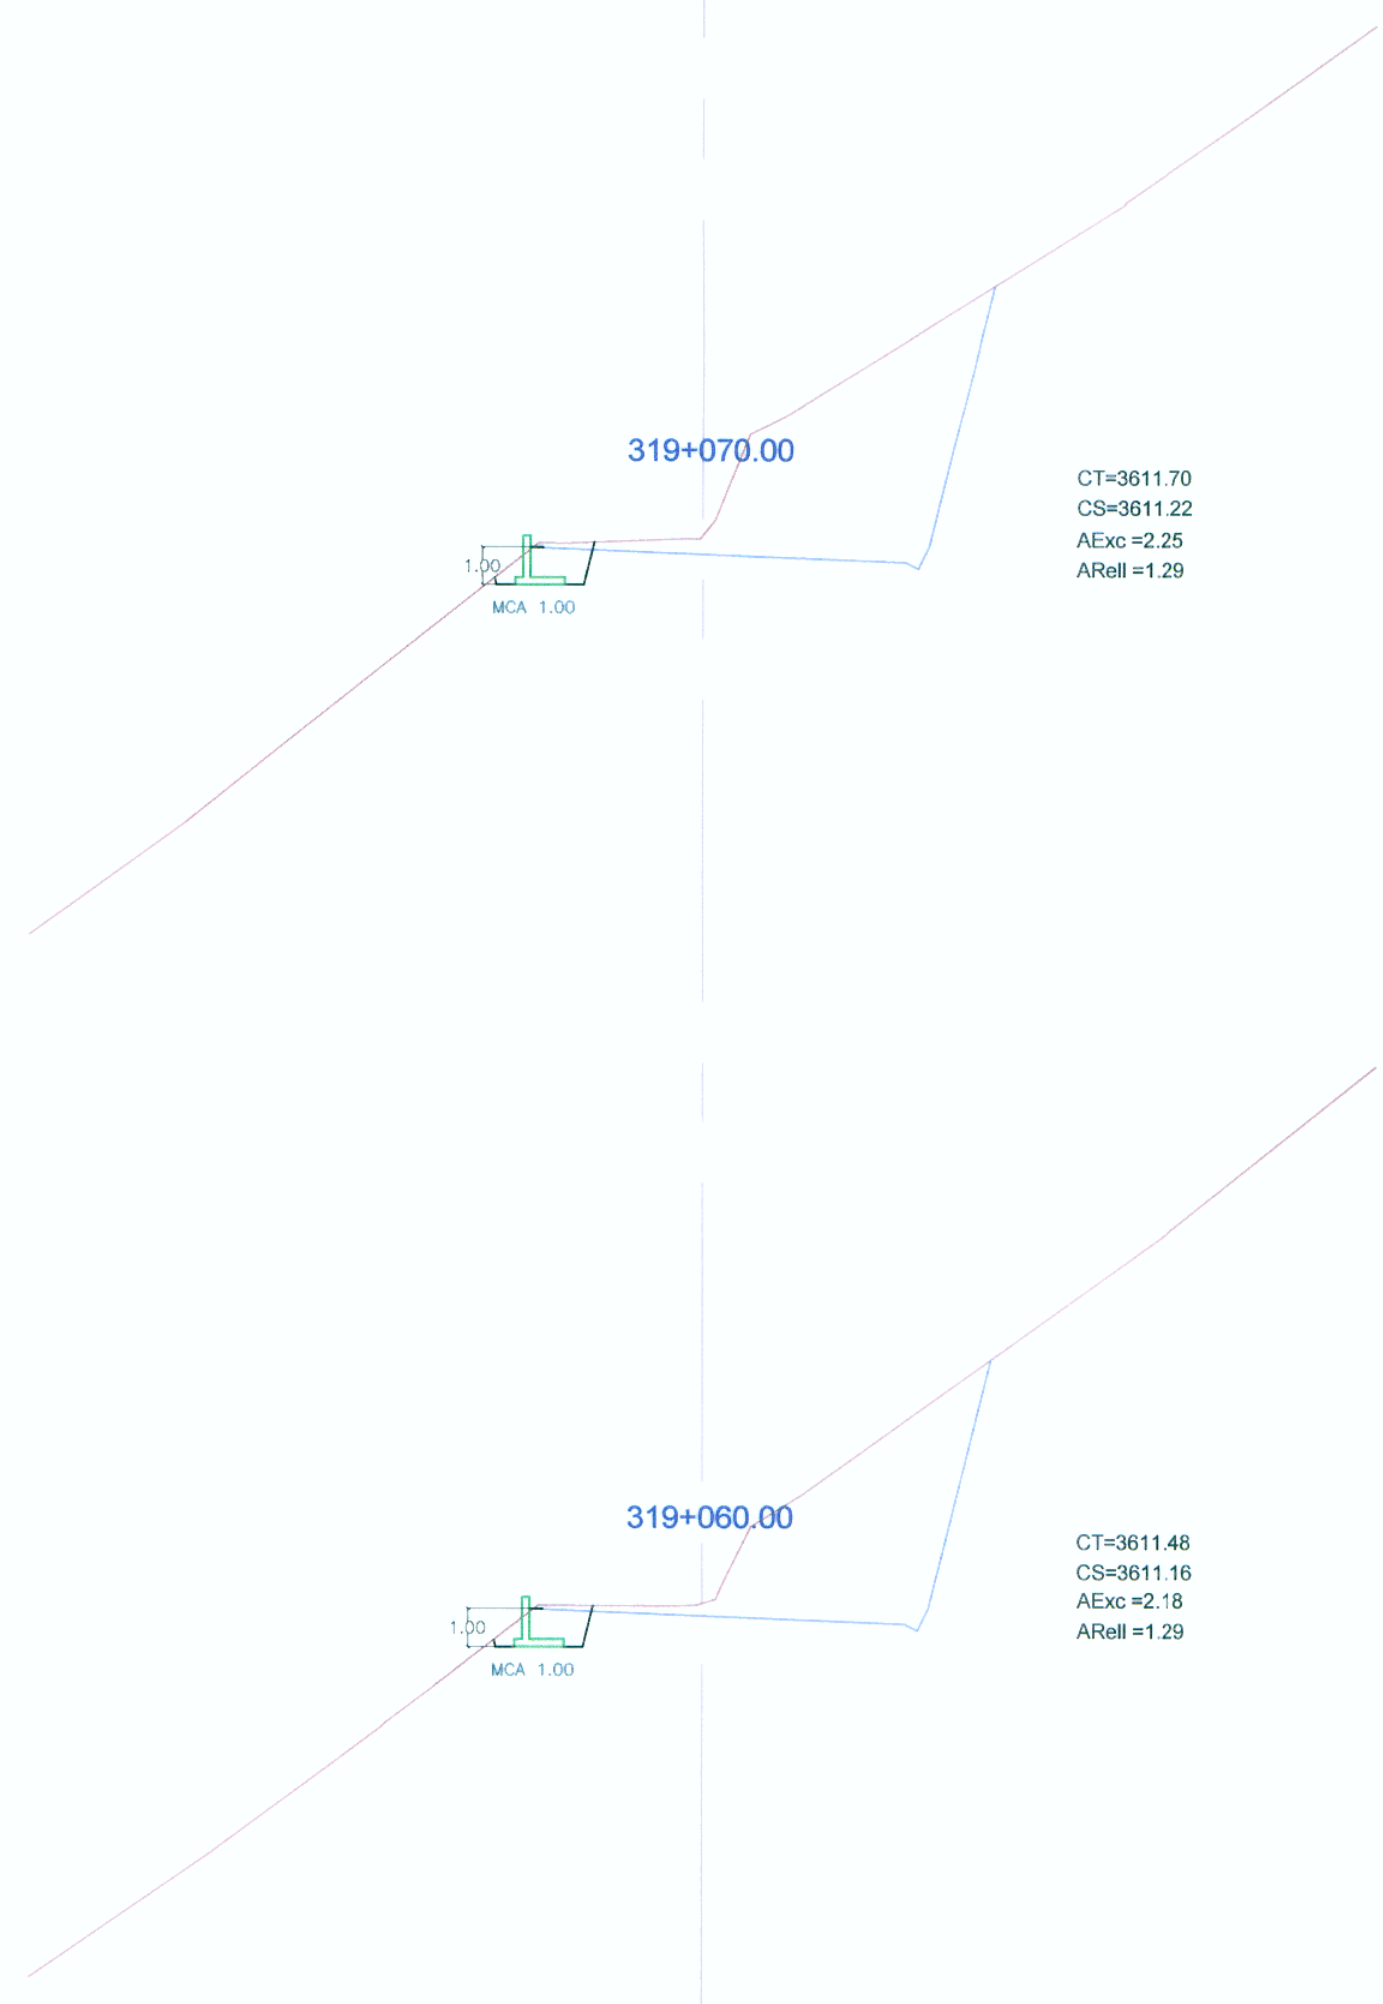 319+070.00
CT=3611.70
CS=3611.22
AExc =2.25
ARell =1.29
1.00
MCA 1.00
319+060.00
CT=3611.48
CS=3611.16
AExc =2.18
ARell =1.29
1.00
MCA 1.00